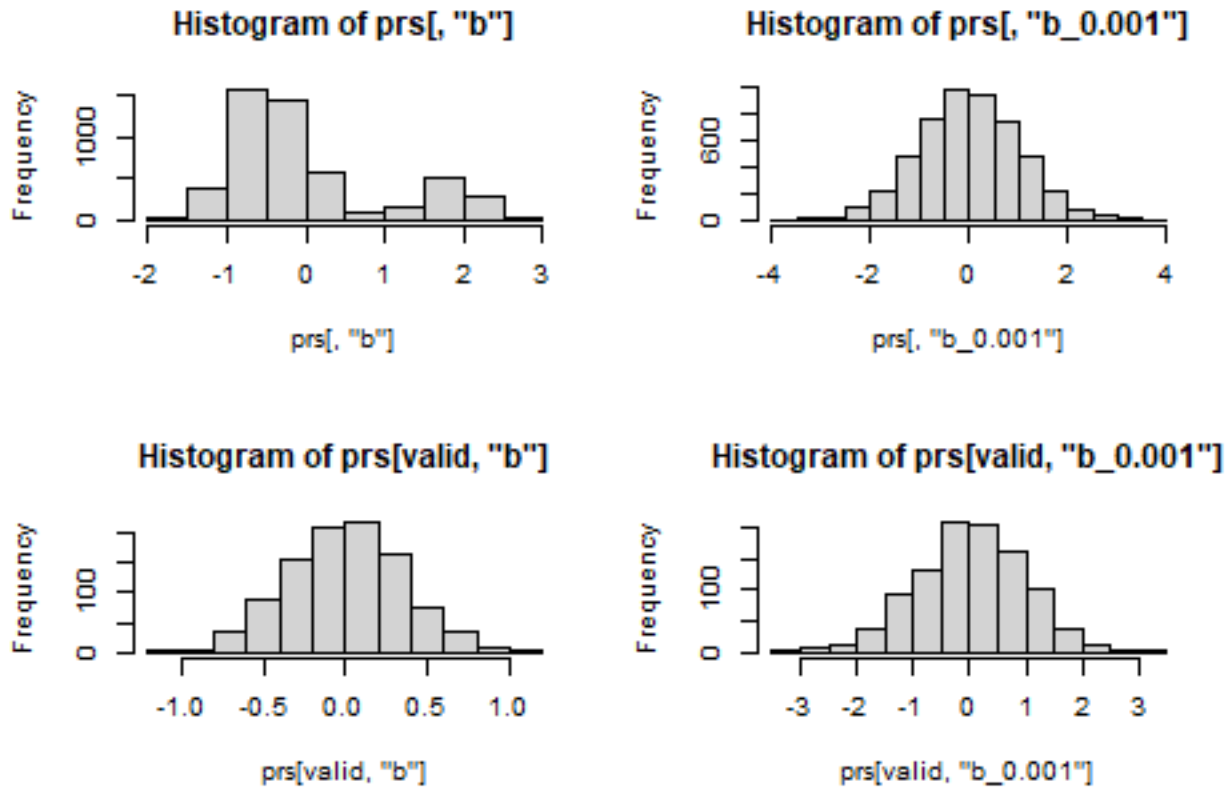 Histogram of prs[, "b"]
Frequency
0 1000
-2 -1 0 1 2 3
prs[, "b"]
Histogram of prs[, "b_0.001"]
Frequency
0 600
-4 -2 0 2 4
prs[, "b_0.001"]
Histogram of prs[valid, "b"]
Frequency
0 100
-1.0 -0.5 0.0 0.5 1.0
prs[valid, "b"]
Histogram of prs[valid, "b_0.001"]
Frequency
0 100
-3 -2 -1 0 1 2 3
prs[valid, "b_0.001"]